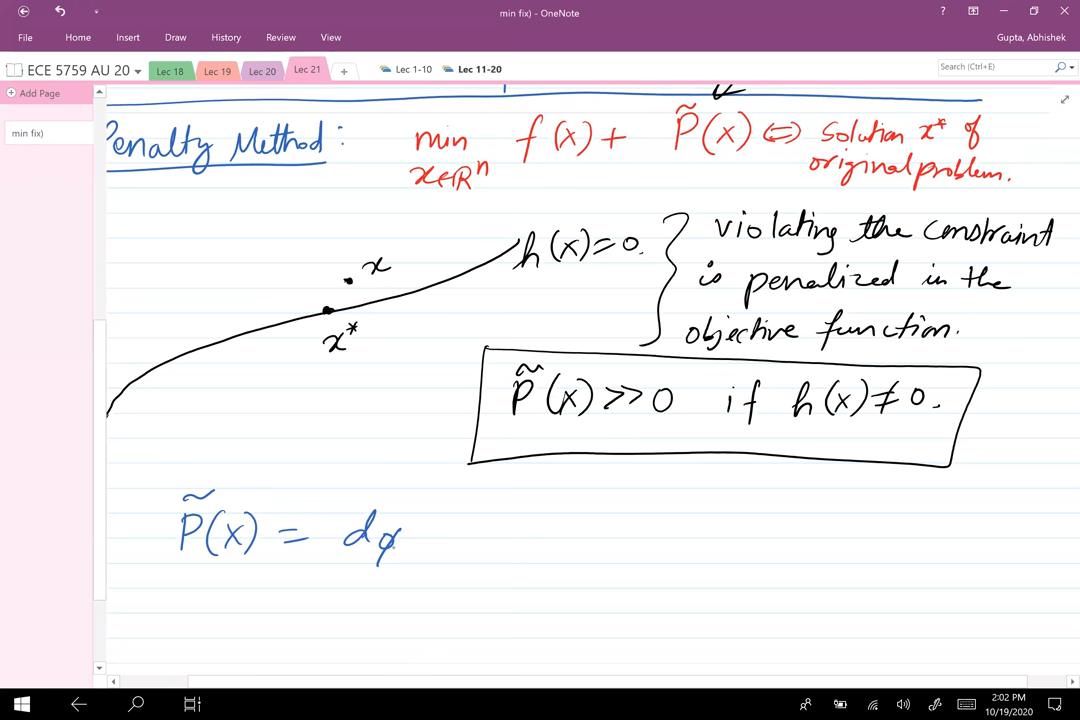 min fix) - OneNote
File Home Insert Draw History Review View
Gupta, Abhishek
ECE 5759 AU 20 Lec 18 Lec 19 Lec 20 Lec 21 Lec 1-10 Lec 11-20
Search (Ctrl+E)
Add Page
min fix)
Penalty Method: min f(x) + P̃(x) ⇔ Solution x* of
x∈ℝⁿ original problem.
h(x)=0. } violating the constraint
is penalized in the
objective function.
x
x*
P̃(x) >> 0 if h(x) ≠ 0.
P̃(x) = dφ
2:02 PM
10/19/2020